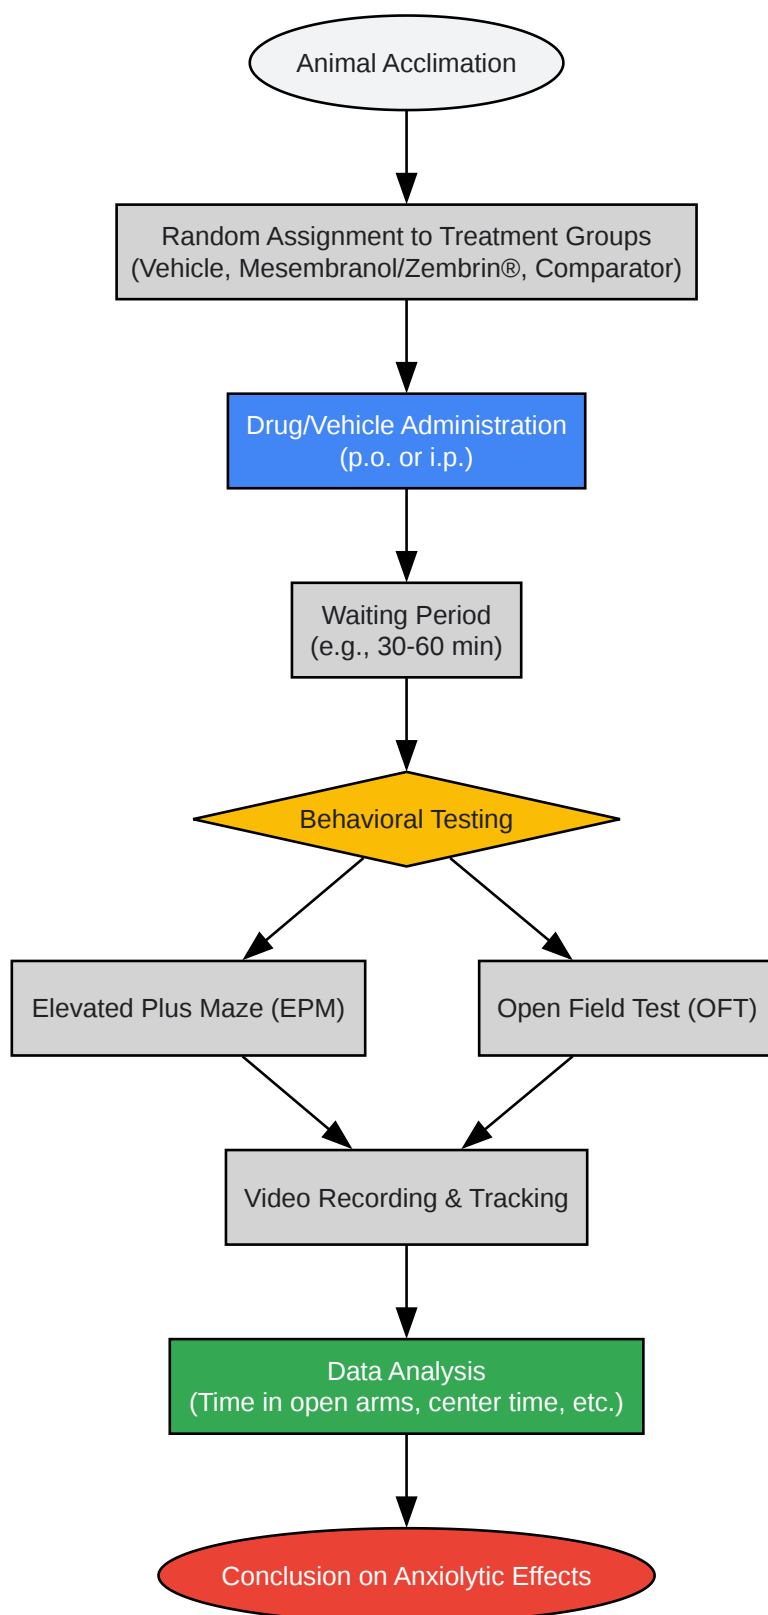 Animal Acclimation
Random Assignment to Treatment Groups
(Vehicle, Mesembranol/Zembrin®, Comparator)
Drug/Vehicle Administration
(p.o. or i.p.)
Waiting Period
(e.g., 30-60 min)
Behavioral Testing
Elevated Plus Maze (EPM)
Open Field Test (OFT)
Video Recording & Tracking
Data Analysis
(Time in open arms, center time, etc.)
Conclusion on Anxiolytic Effects